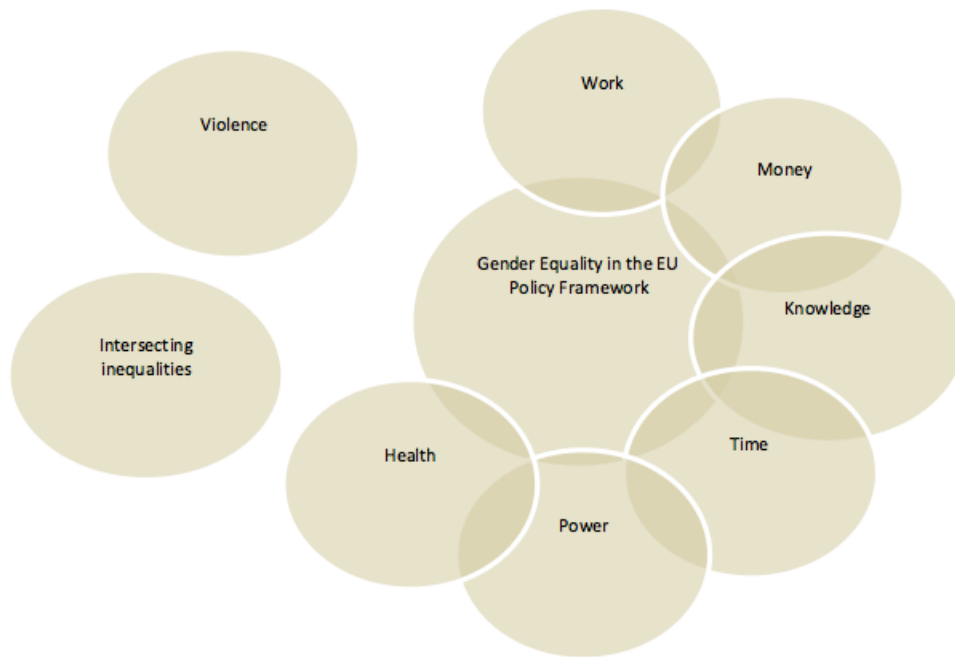 Work
Violence
Money
Gender Equality in the EU
Policy Framework
Knowledge
Intersecting
inequalities
Time
Health
Power